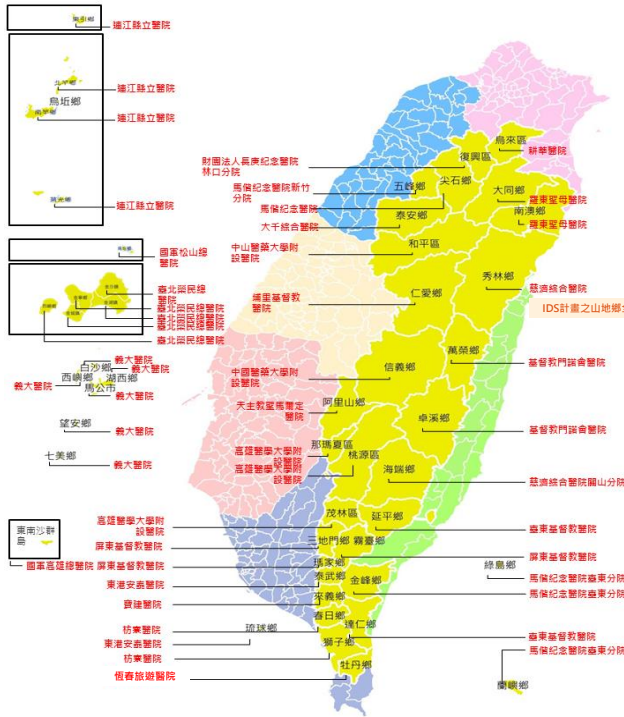 東引鄉
連江縣立醫院
北竿鄉
連江縣立醫院
烏坵鄉
南竿鄉
連江縣立醫院
莒光鄉
連江縣立醫院
國軍松山總
醫院
臺北榮民總
醫院
臺北榮民總醫院
臺北榮民總醫院
臺北榮民總醫院
臺北榮民總醫院
義大醫院
白沙鄉
義大醫院
西嶼鄉
湖西鄉
義大醫院
馬公市
義大醫院
望安鄉
義大醫院
七美鄉
義大醫院
東南沙群
島
國軍高雄總醫院
烏來區
耕莘醫院
復興區
財團法人長庚紀念醫院
林口分院
尖石鄉
馬偕紀念醫院新竹
分院
五峰鄉
大同鄉
羅東聖母醫院
馬偕紀念醫院
南澳鄉
羅東聖母醫院
大千綜合醫院
泰安鄉
中山醫學大學附
設醫院
和平區
秀林鄉
慈濟綜合醫院
埔里基督教
醫院
仁愛鄉
IDS計畫之山地鄉全
萬榮鄉
基督教門諾會醫院
中國醫藥大學附
設醫院
信義鄉
天主教聖馬爾定
醫院
阿里山鄉
卓溪鄉
基督教門諾會醫院
高雄醫學大學附
設醫院
那瑪夏區
高雄醫學大學附
設醫院
桃源區
海端鄉
慈濟綜合醫院關山分院
高雄醫學大學附
設醫院
茂林區
延平鄉
臺東基督教醫院
屏東基督教醫院
三地門鄉
霧臺鄉
屏東基督教醫院
屏東基督教醫院
瑪家鄉
綠島鄉
馬偕紀念醫院臺東分院
東港安泰醫院
泰武鄉
金峰鄉
馬偕紀念醫院臺東分院
寶建醫院
來義鄉
春日鄉
枋寮醫院
琉球鄉
達仁鄉
臺東基督教醫院
東港安泰醫院
獅子鄉
馬偕紀念醫院臺東分院
枋寮醫院
牡丹鄉
恆春旅遊醫院
蘭嶼鄉